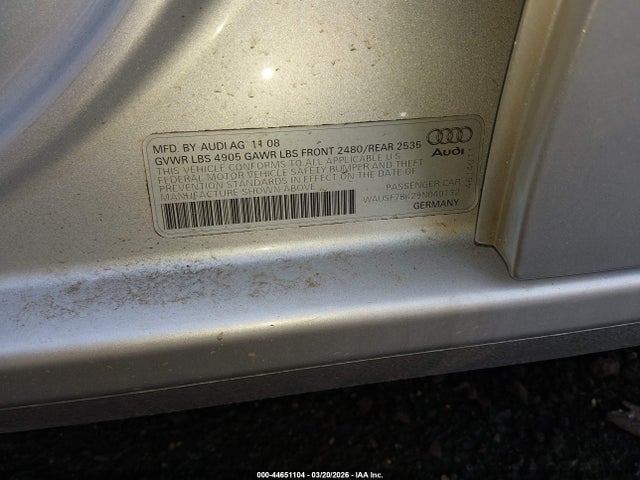 MFD. BY AUDI AG 11 08
GVWR LBS 4905 GAWR LBS FRONT 2480/REAR 2535
THIS VEHICLE CONFORMS TO ALL APPLICABLE U S
FEDERAL MOTOR VEHICLE SAFETY BUMPER AND THEFT
PREVENTION STANDARDS IN EFFECT ON THE DATE OF
MANUFACTURE SHOWN ABOVE
Audi
PASSENGER CAR
GERMANY
000-44651104 - 03/20/2026 - IAA Inc.